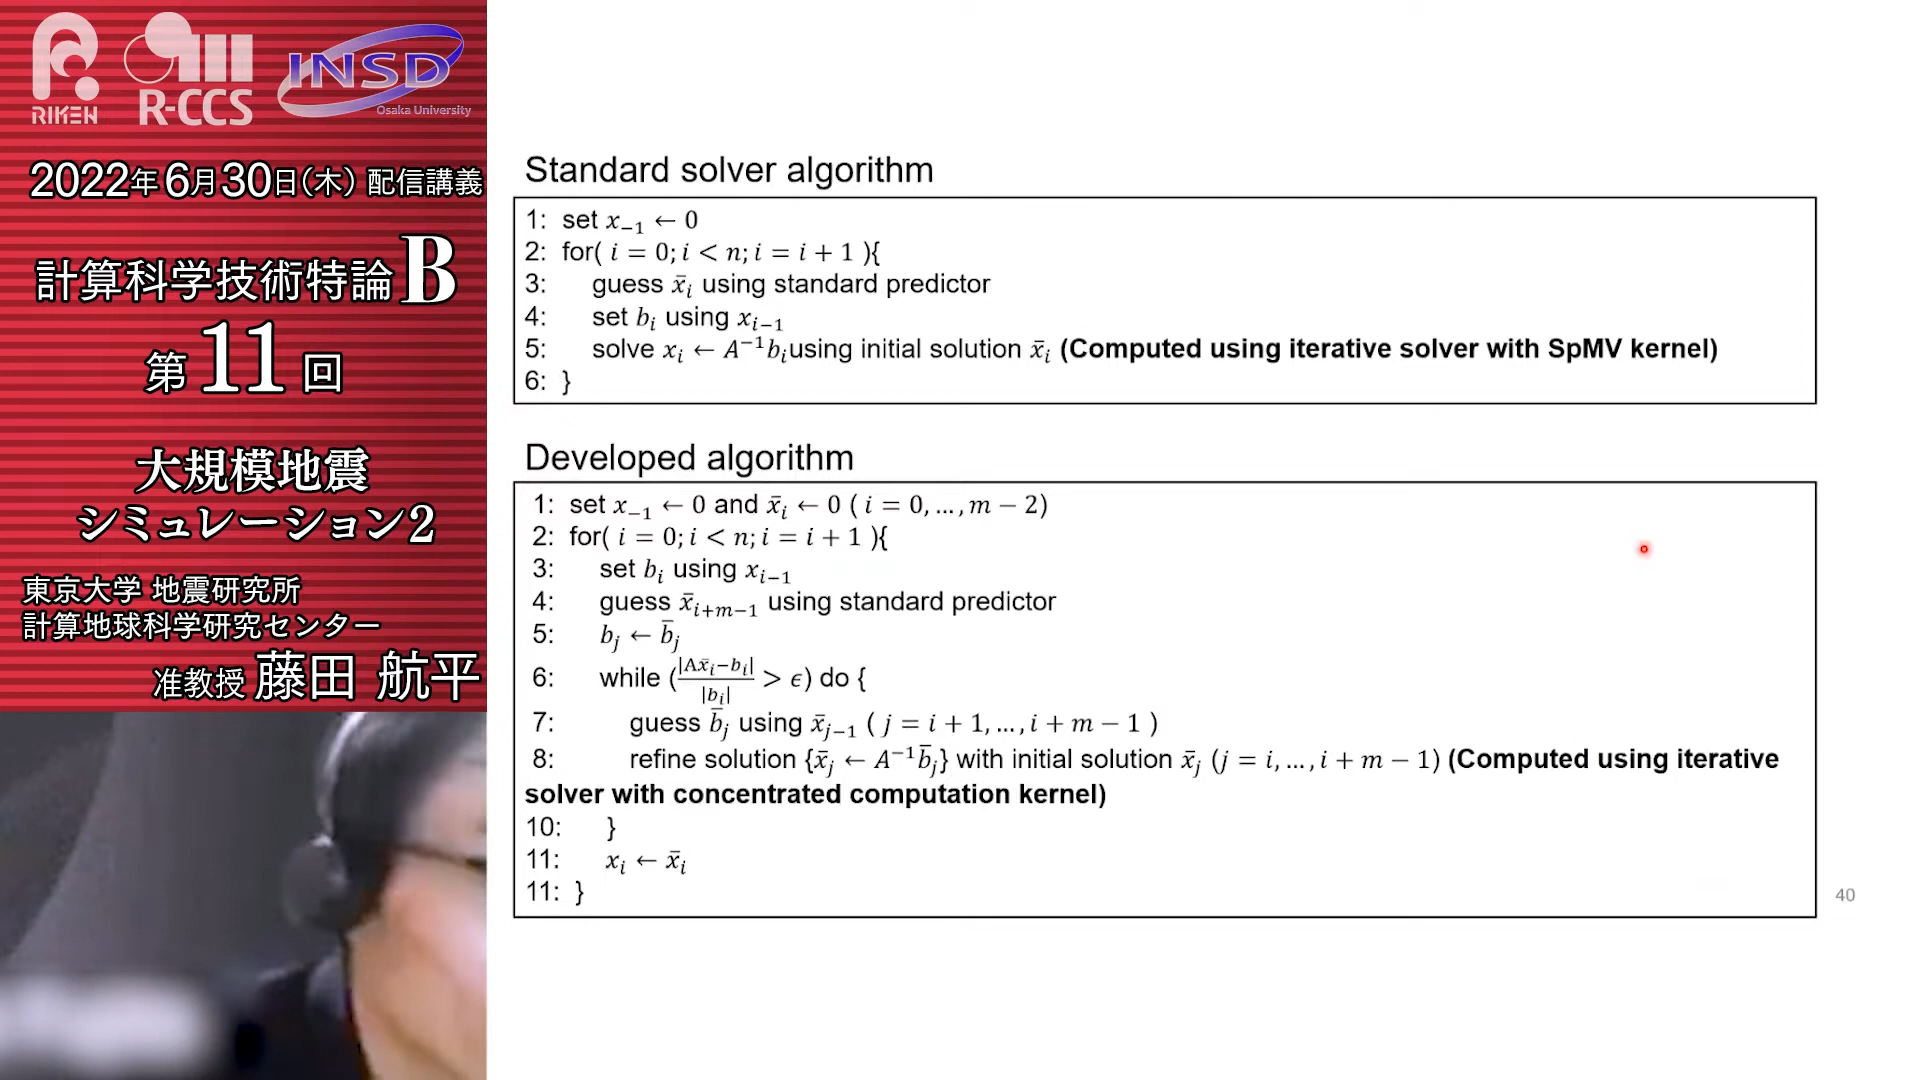 RIKEN
R-CCS
INSD
Osaka University
2022年6月30日(木) 配信講義
計算科学技術特論B
第11回
大規模地震
シミュレーション2
東京大学 地震研究所
計算地球科学研究センター
准教授 藤田 航平
Standard solver algorithm
1: set x₋₁ ← 0
2: for( i = 0; i < n; i = i + 1 ){
3: guess x̄ᵢ using standard predictor
4: set bᵢ using xᵢ₋₁
5: solve xᵢ ← A⁻¹bᵢusing initial solution x̄ᵢ (Computed using iterative solver with SpMV kernel)
6: }
Developed algorithm
1: set x₋₁ ← 0 and x̄ᵢ ← 0 ( i = 0, ..., m − 2)
2: for( i = 0; i < n; i = i + 1 ){
3: set bᵢ using xᵢ₋₁
4: guess x̄ᵢ₊ₘ₋₁ using standard predictor
5: bⱼ ← b̄ⱼ
6: while (|Ax̄ᵢ−bᵢ|/|bᵢ| > ϵ) do {
7: guess b̄ⱼ using x̄ⱼ₋₁ ( j = i + 1, ..., i + m − 1 )
8: refine solution {x̄ⱼ ← A⁻¹b̄ⱼ} with initial solution x̄ⱼ (j = i, ..., i + m − 1) (Computed using iterative
solver with concentrated computation kernel)
10: }
11: xᵢ ← x̄ᵢ
11: }
40